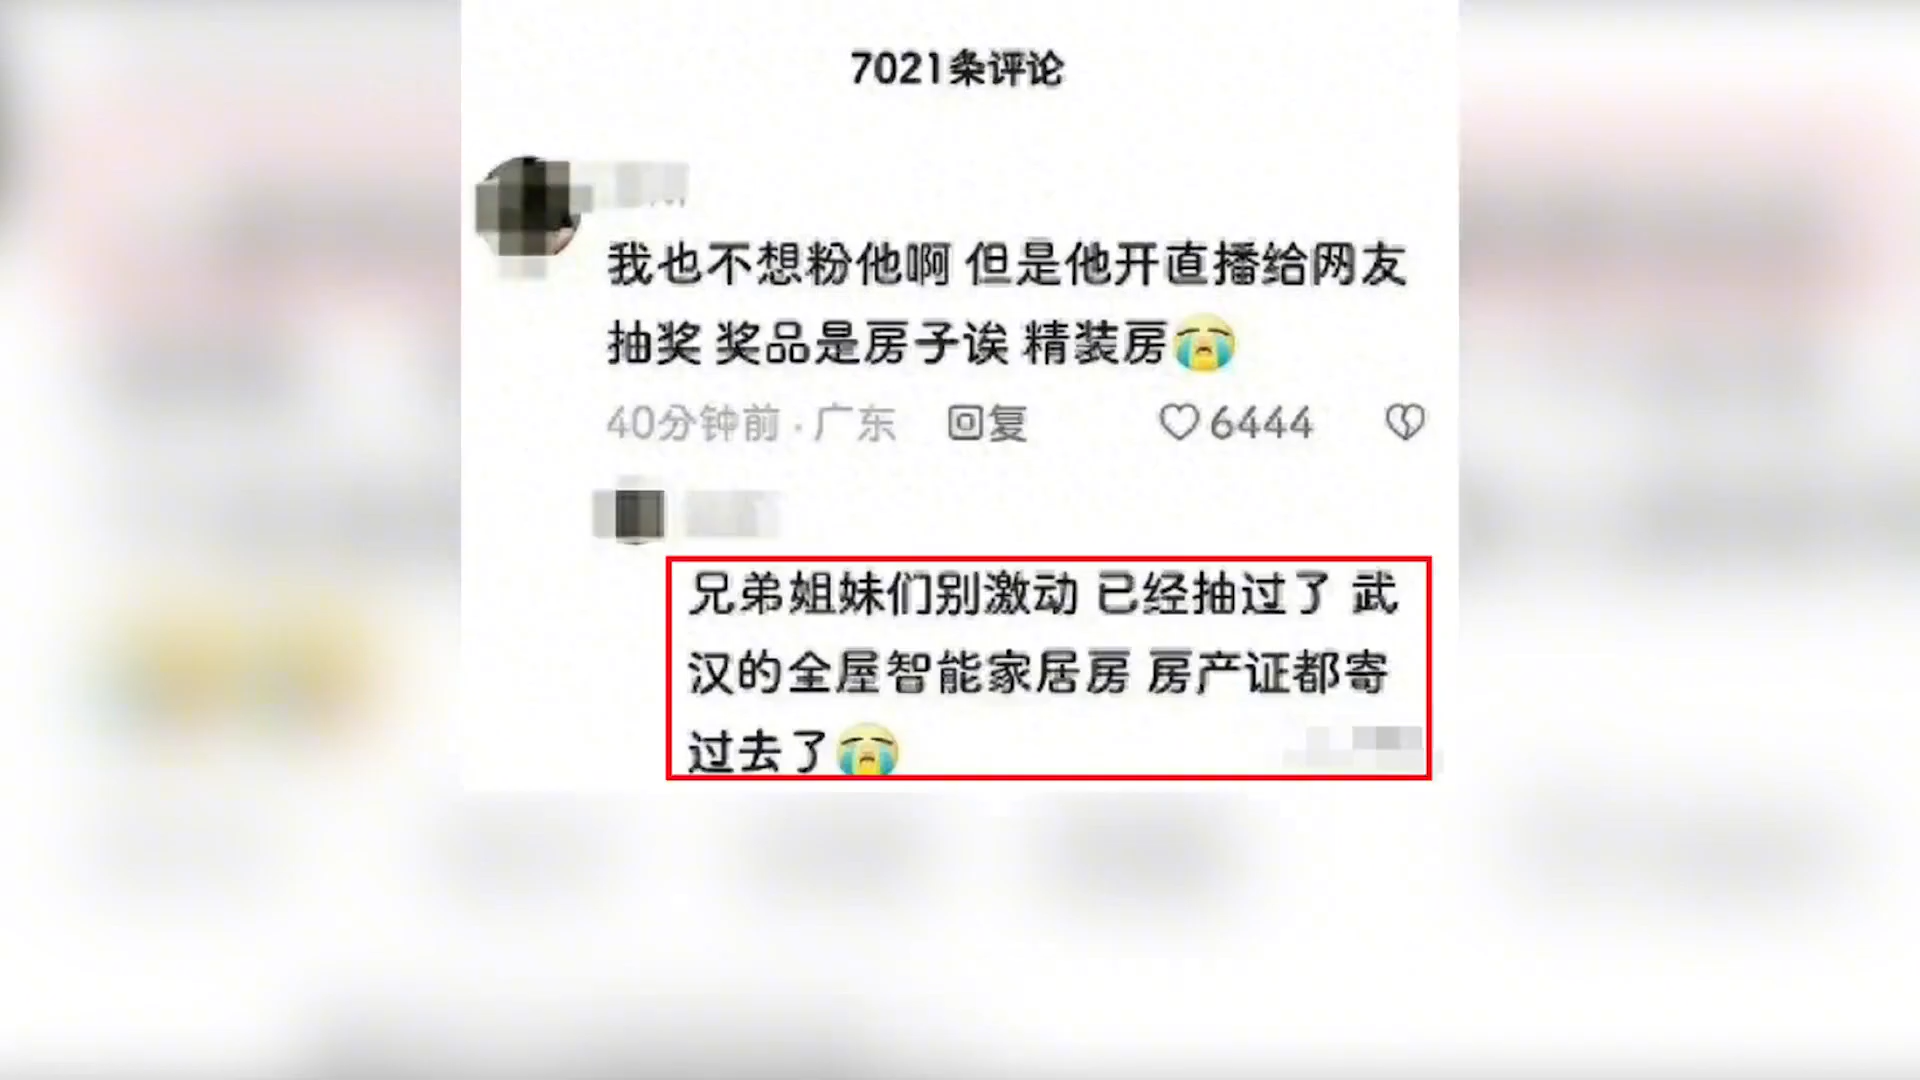 7021条评论
我也不想粉他啊 但是他开直播给网友
抽奖 奖品是房子诶 精装房😭
40分钟前 · 广东 回复 6444
兄弟姐妹们别激动 已经抽过了 武
汉的全屋智能家居房 房产证都寄
过去了😭